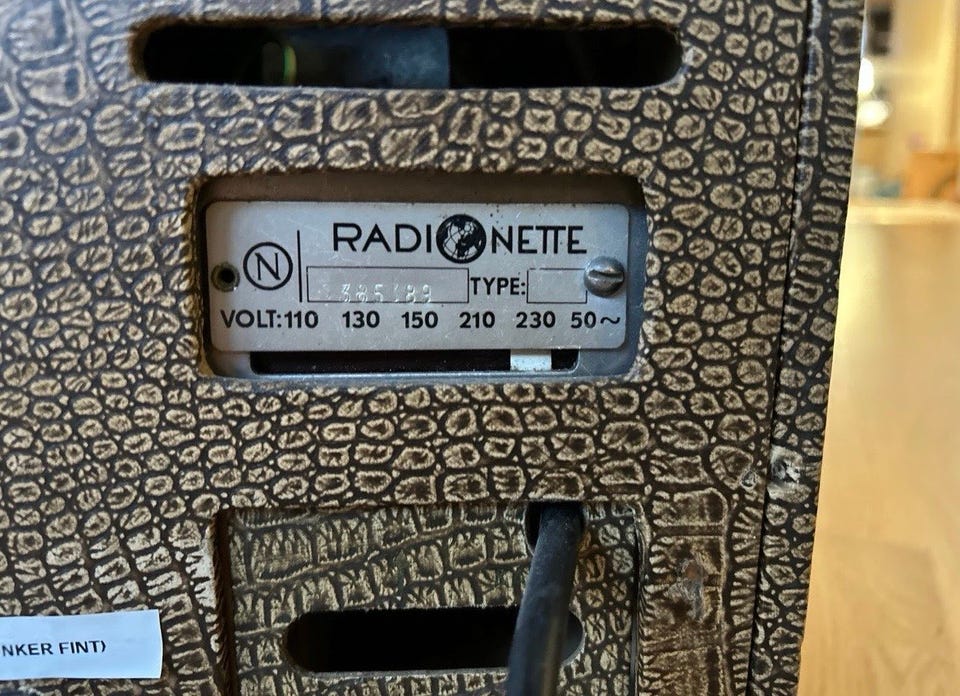 RADIONETTE
N
385189 TYPE:
VOLT: 110 130 150 210 230 50~
NKER FINT)